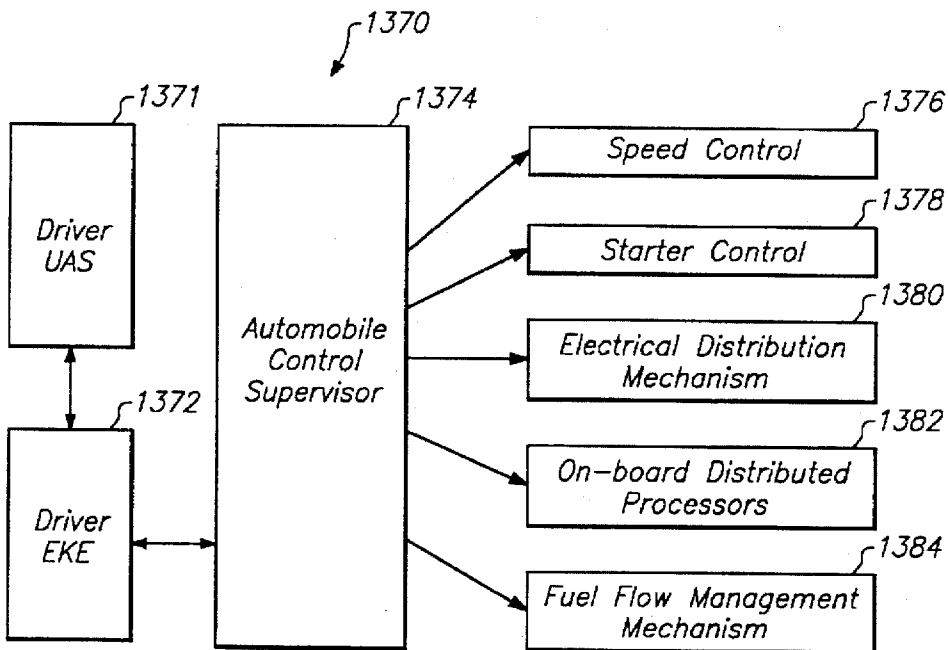 1370
1371
Driver
UAS
1372
Driver
EKE
1374
Automobile
Control
Supervisor
1376
Speed Control
1378
Starter Control
1380
Electrical Distribution
Mechanism
1382
On-board Distributed
Processors
1384
Fuel Flow Management
Mechanism